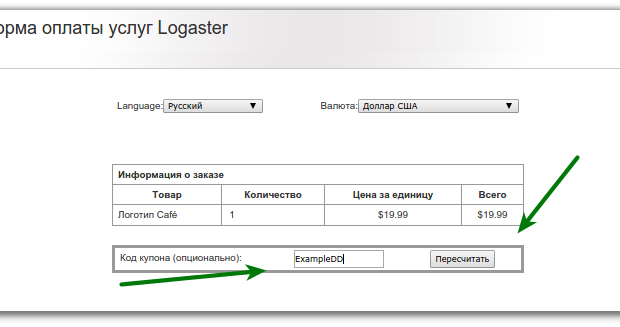 орма оплаты услуг Logaster
Language: Русский Валюта: Доллар США
Информация о заказе
Товар Количество Цена за единицу Всего
Логотип Café 1 $19.99 $19.99
Код купона (опционально): ExampleDD Пересчитать